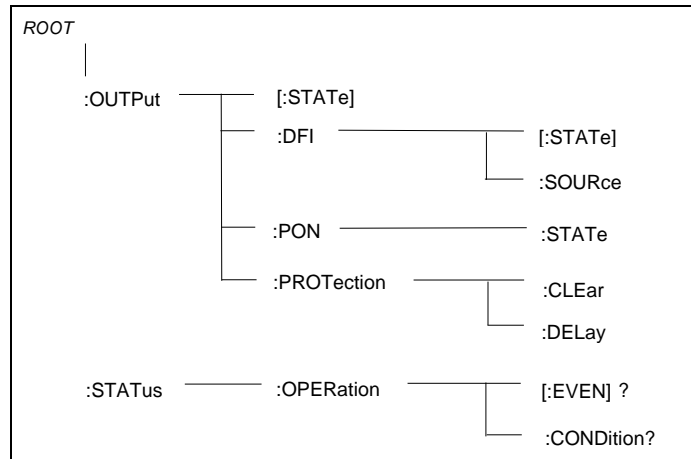 ROOT
:OUTPut [:STATe]
:DFI [:STATe]
:SOURce
:PON :STATe
:PROTection :CLEar
:DELay
:STATus :OPERation [:EVEN] ?
:CONDition?